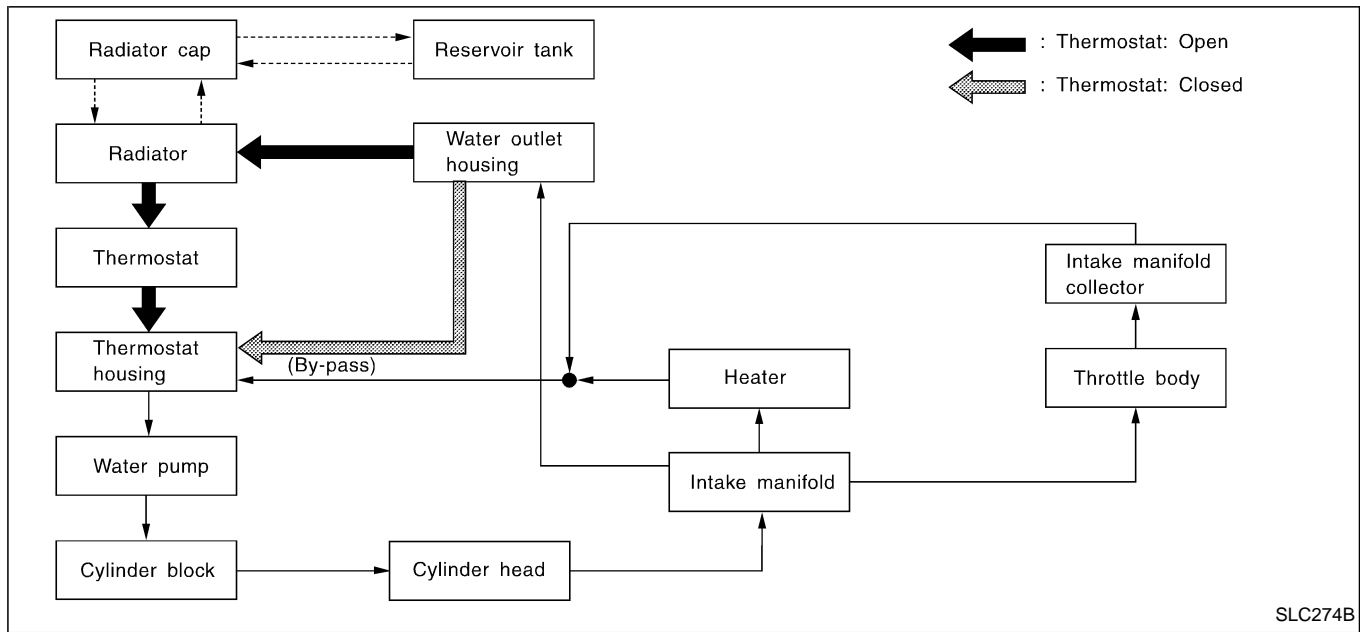 Radiator cap
Reservoir tank
: Thermostat: Open
: Thermostat: Closed
Radiator
Water outlet
housing
Thermostat
Intake manifold
collector
Thermostat
housing
(By-pass)
Heater
Throttle body
Water pump
Intake manifold
Cylinder block
Cylinder head
SLC274B